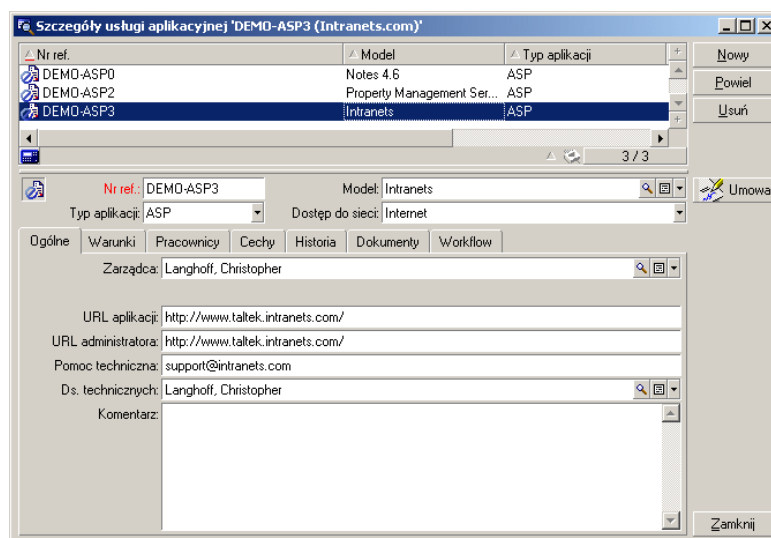 Szczegóły usługi aplikacyjnej 'DEMO-ASP3 (Intranets.com)'
Nr ref. Model Typ aplikacji
DEMO-ASP0 Notes 4.6 ASP
DEMO-ASP2 Property Management Ser... ASP
DEMO-ASP3 Intranets ASP
3 / 3
Nowy
Powiel
Usuń
Umowa
Nr ref.: DEMO-ASP3 Model: Intranets
Typ aplikacji: ASP Dostęp do sieci: Internet
Ogólne Warunki Pracownicy Cechy Historia Dokumenty Workflow
Zarządca: Langhoff, Christopher
URL aplikacji: http://www.taltek.intranets.com/
URL administratora: http://www.taltek.intranets.com/
Pomoc techniczna: support@intranets.com
Ds. technicznych: Langhoff, Christopher
Komentarz:
Zamknij